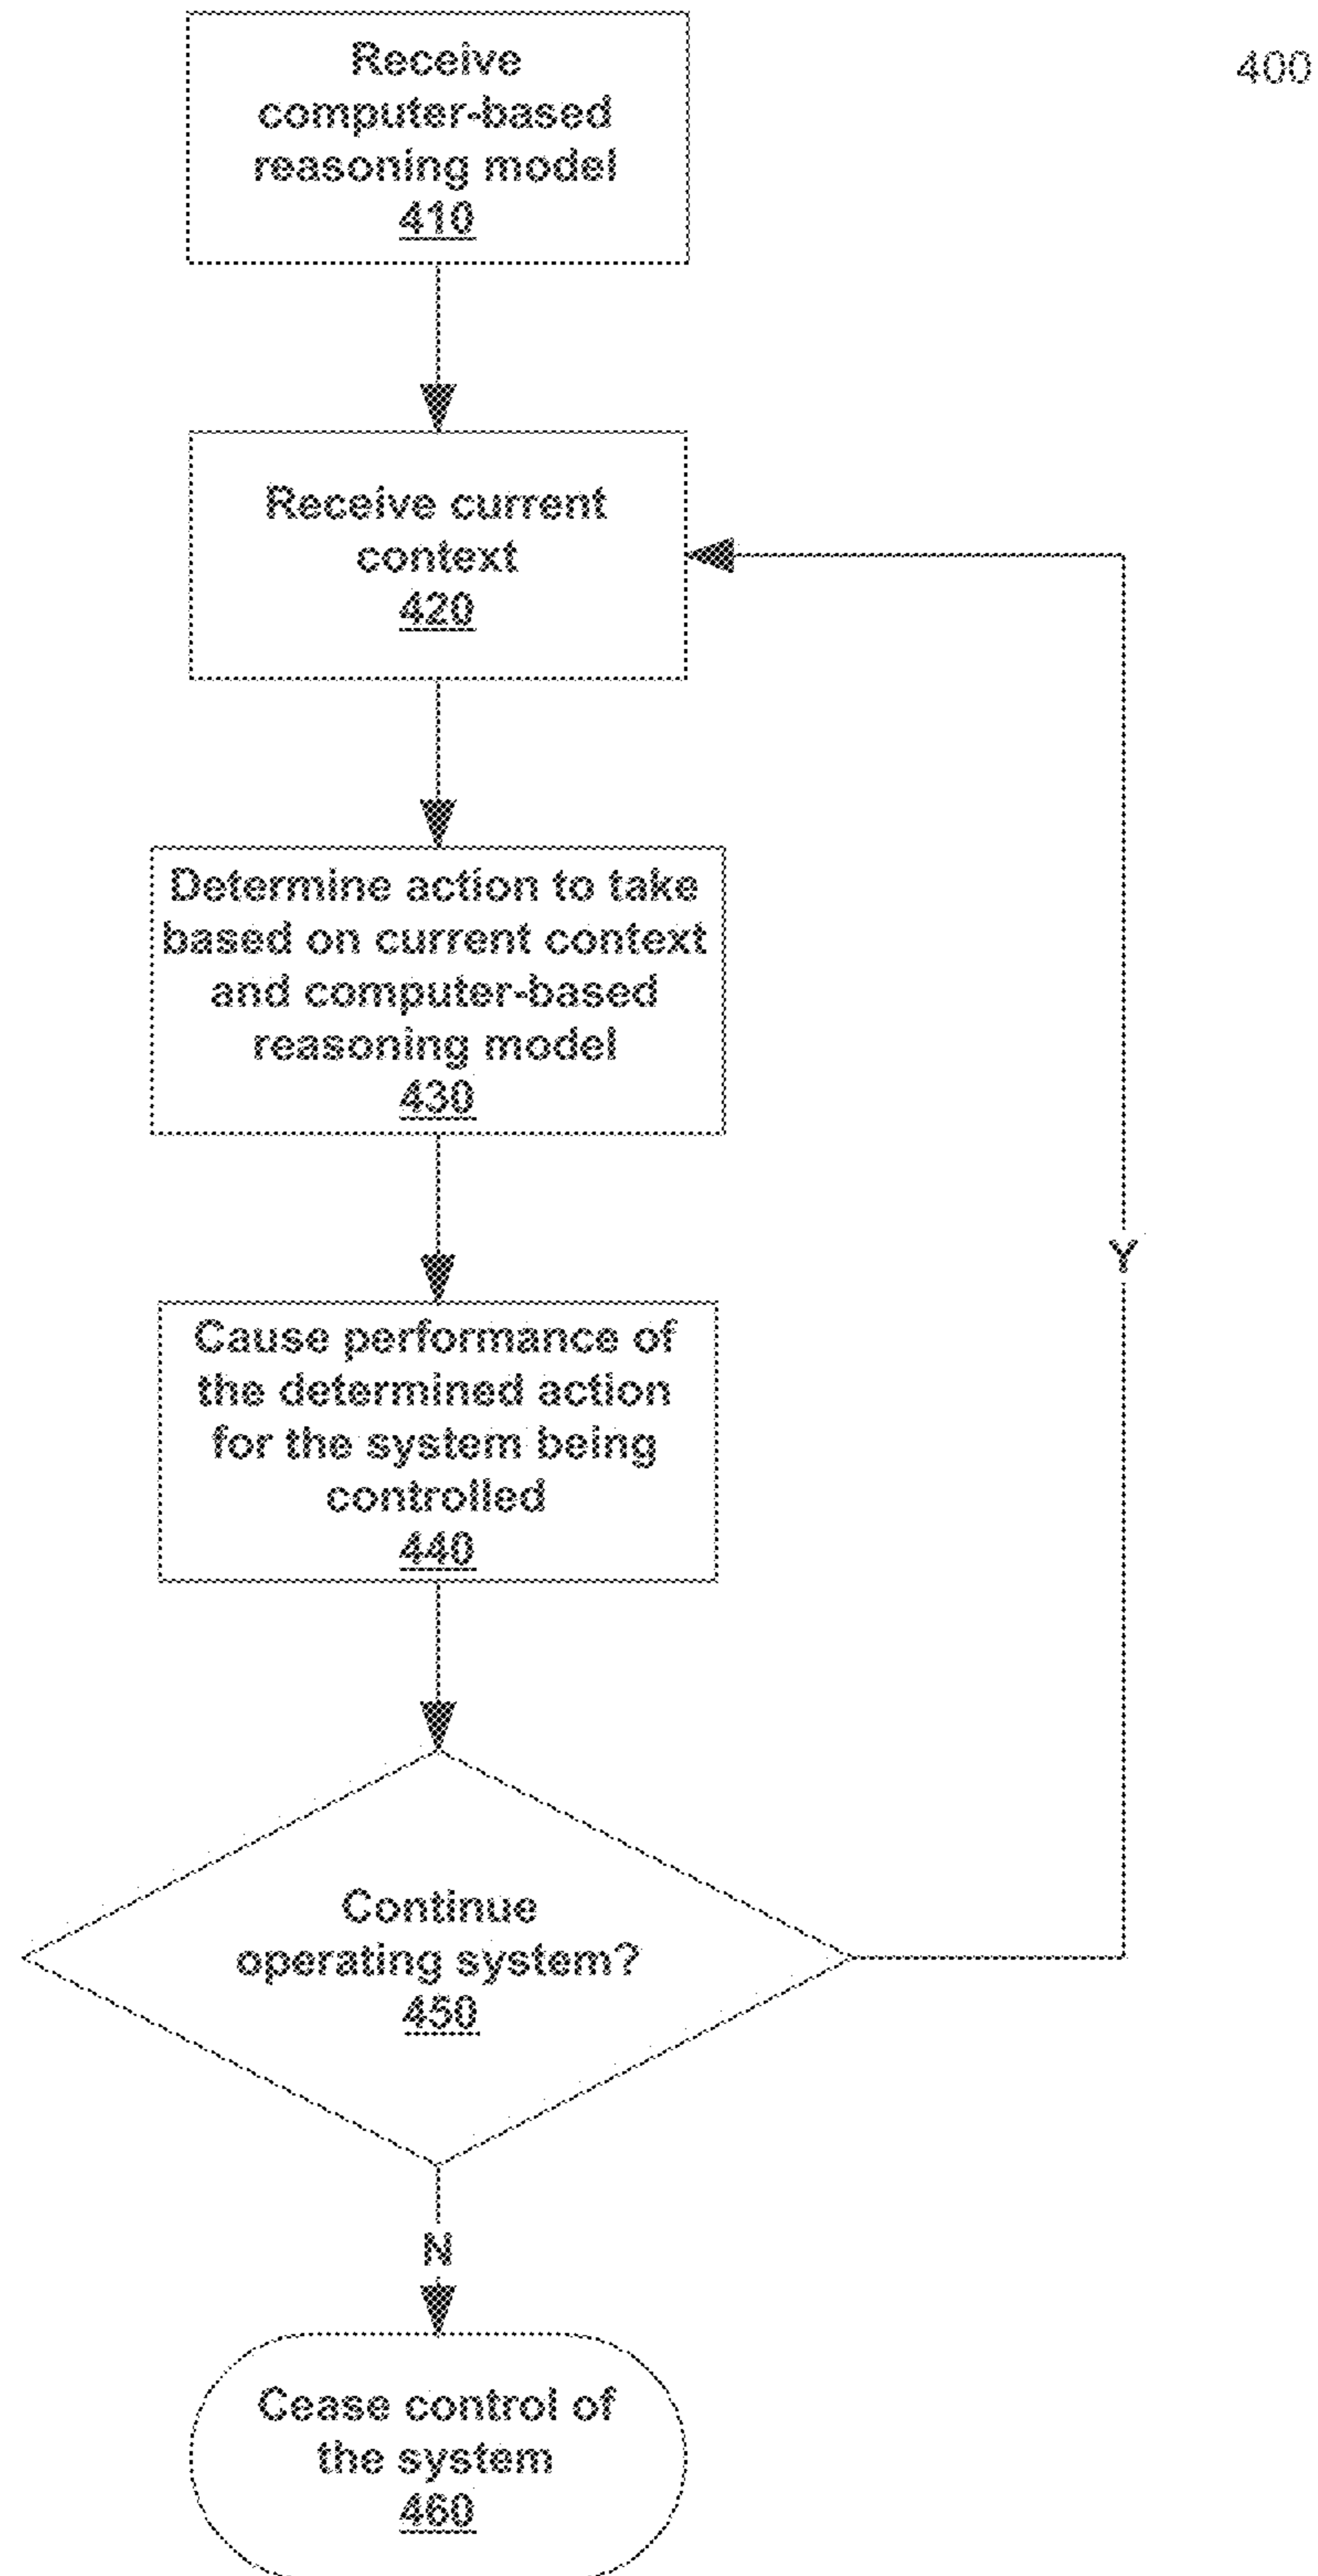 400
Receive
computer-based
reasoning model
410
Receive current
context
420
Determine action to take
based on current context
and computer-based
reasoning model
430
Y
Cause performance of
the determined action
for the system being
controlled
440
Continue
operating system?
450
N
Cease control of
the system
460